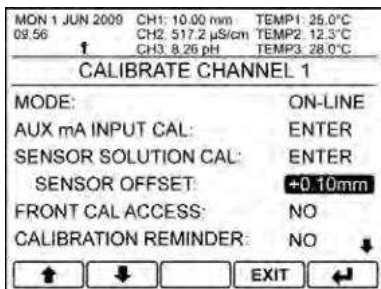 MON 1 JUN 2009 CH1: 10.00 mm TEMP1: 25.0°C
09:56 CH2: 517.2 µS/cm TEMP2: 12.3°C
CH3: 8.26 pH TEMP3: 28.0°C
CALIBRATE CHANNEL 1
MODE: ON-LINE
AUX mA INPUT CAL: ENTER
SENSOR SOLUTION CAL: ENTER
SENSOR OFFSET: +0.10mm
FRONT CAL ACCESS: NO
CALIBRATION REMINDER: NO
EXIT